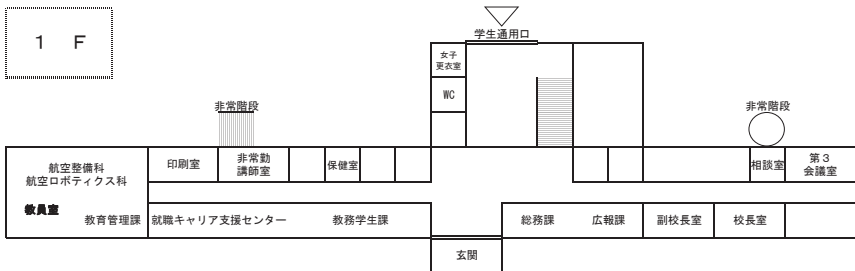 1 F
学生通用口
女子
更衣室
WC
非常階段
非常階段
航空整備科
航空ロボティクス科
教員室
印刷室
非常勤
講師室
保健室
相談室
第3
会議室
教育管理課
就職キャリア支援センター
教務学生課
総務課
広報課
副校長室
校長室
玄関